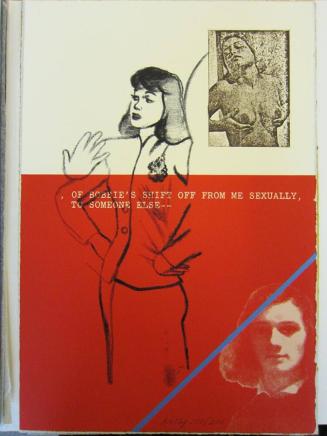 , OF BOBBIE'S SHIFT OFF FROM ME SEXUALLY,
TO SOMEONE ELSE--